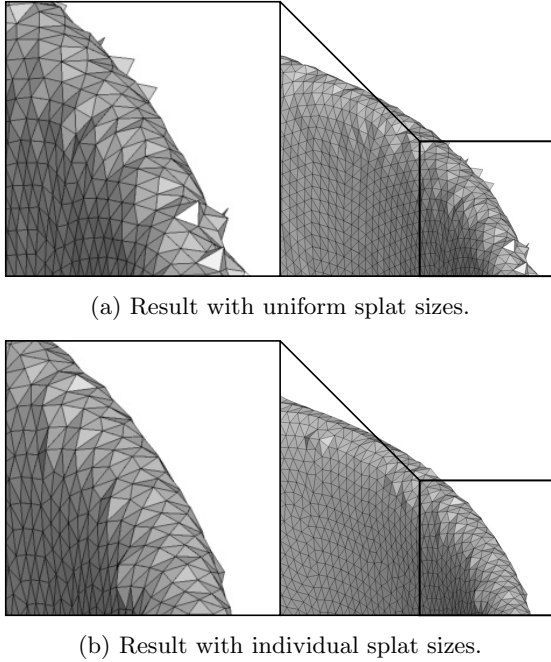 (a) Result with uniform splat sizes.
(b) Result with individual splat sizes.